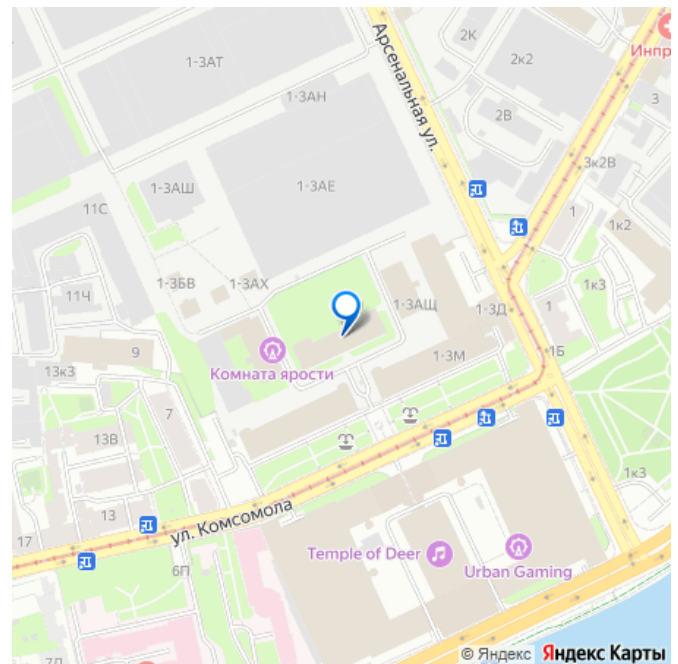 2К
2к2
Инпр
1-3АТ
Арсенальная ул.
1-3АН
3
2В
3к2В
1-3АЕ
1-3АШ
11С
1
1к2
1-3БВ
1-3АХ
1-3АЩ
1к3
11Ч
1-3Д
1
1Б
9
1-3М
13к3
Комната ярости
7
13В
1к3
13
ул. Комсомола
17
Temple of Deer
Urban Gaming
6П
7Л
© Яндекс Яндекс Карты